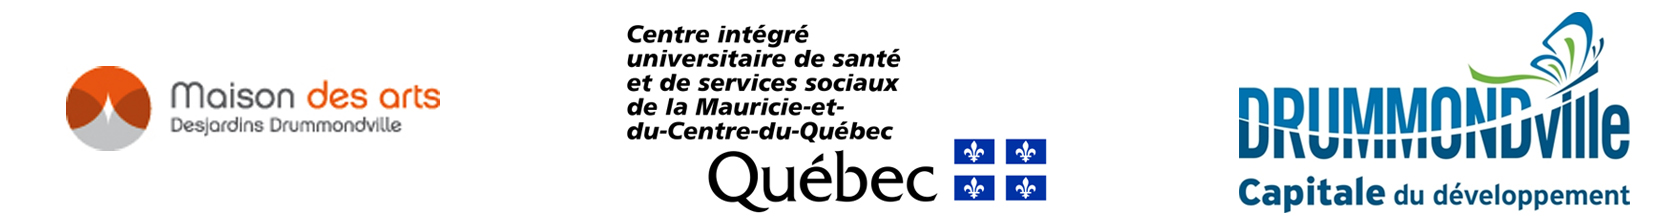 Maison des arts
Desjardins Drummondville
Centre intégré
universitaire de santé
et de services sociaux
de la Mauricie-et-
du-Centre-du-Québec
Québec
DRUMMONDville
Capitale du développement